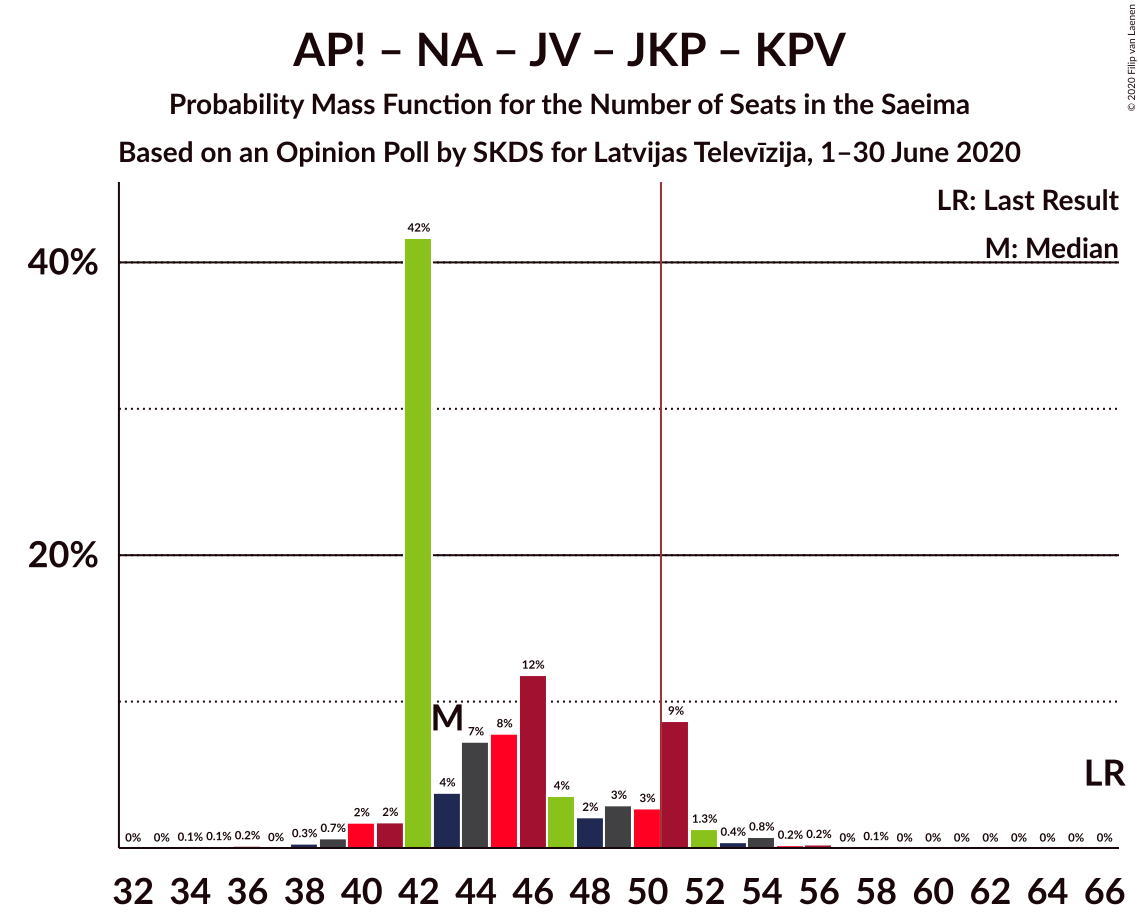 AP! – NA – JV – JKP – KPV
Probability Mass Function for the Number of Seats in the Saeima
Based on an Opinion Poll by SKDS for Latvijas Televīzija, 1–30 June 2020
© 2020 Filip van Laenen
LR: Last Result
M: Median
40%
20%
0% 0% 0.1% 0.1% 0.2% 0% 0.3% 0.7% 2% 2% 42% 4% 7% 8% 12% 4% 2% 3% 3% 9% 1.3% 0.4% 0.8% 0.2% 0.2% 0% 0.1% 0% 0% 0% 0% 0% 0% 0% 0%
M
LR
32 34 36 38 40 42 44 46 48 50 52 54 56 58 60 62 64 66